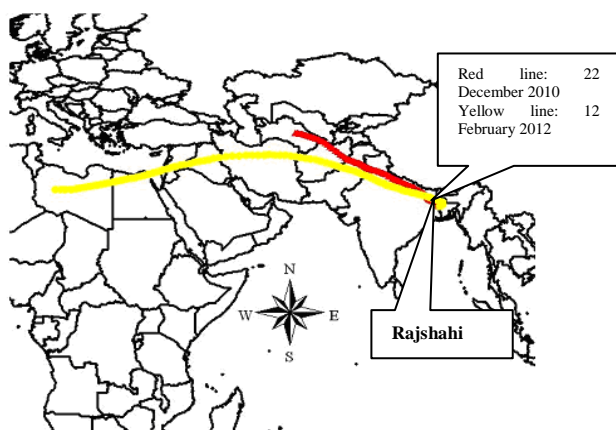 Red line: 22
December 2010
Yellow line: 12
February 2012
N
W E
S
Rajshahi